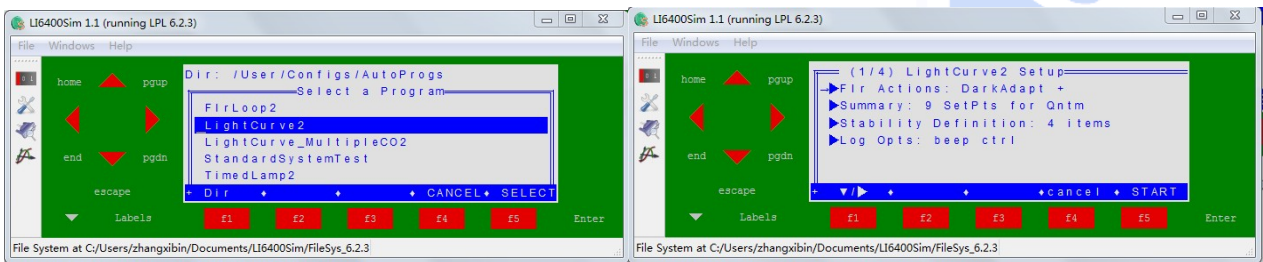 LI6400Sim 1.1 (running LPL 6.2.3)
File Windows Help
home pgup
end pgdn
escape
Dir: /User/Configs/AutoProgs
Select a Program
FlrLoop2
LightCurve2
LightCurve_MultipleCO2
StandardSystemTest
TimedLamp2
+ Dir ♦ ♦ ♦ CANCEL♦ SELECT
Labels f1 f2 f3 f4 f5 Enter
File System at C:/Users/zhangxibin/Documents/LI6400Sim/FileSys_6.2.3
LI6400Sim 1.1 (running LPL 6.2.3)
File Windows Help
home pgup
end pgdn
escape
(1/4) LightCurve2 Setup
→▶Flr Actions: DarkAdapt +
▶Summary: 9 SetPts for Qntm
▶Stability Definition: 4 items
▶Log Opts: beep ctrl
+ ▼/▶ ♦ ♦ ♦cancel ♦ START
Labels f1 f2 f3 f4 f5 Enter
File System at C:/Users/zhangxibin/Documents/LI6400Sim/FileSys_6.2.3